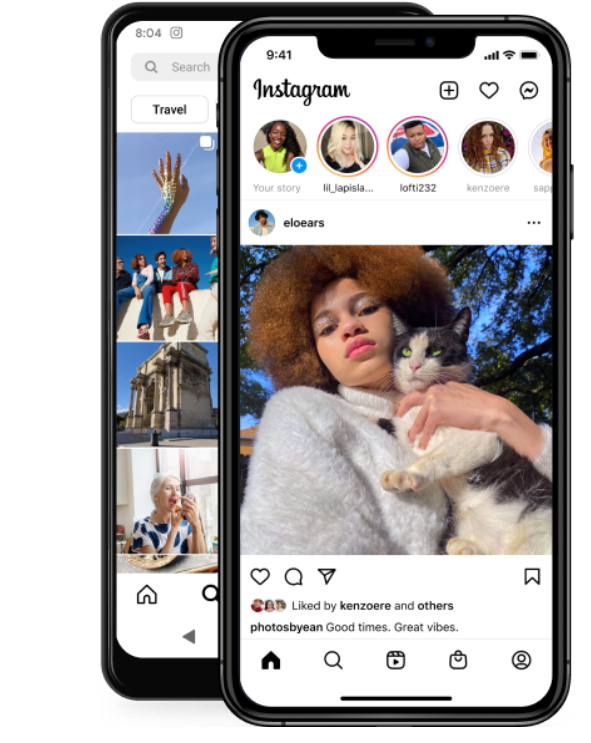 8:04
Search
Travel
9:41
Instagram
Your story
lil_lapisla...
lofti232
kenzoere
sapp
eloears
Liked by kenzoere and others
photosbyean Good times. Great vibes.